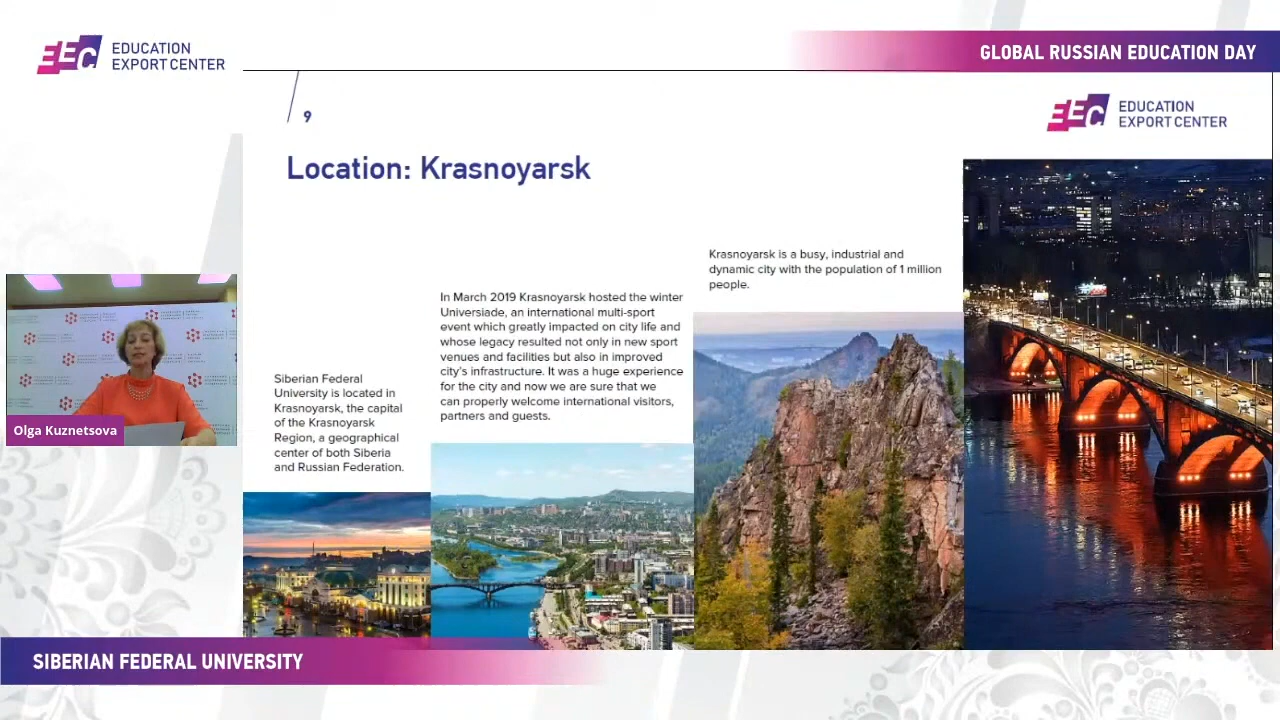 EEC
EDUCATION
EXPORT CENTER
GLOBAL RUSSIAN EDUCATION DAY
9
EEC
EDUCATION
EXPORT CENTER
Location: Krasnoyarsk
Krasnoyarsk is a busy, industrial and
dynamic city with the population of 1 million
people.
In March 2019 Krasnoyarsk hosted the winter
Universiade, an international multi-sport
event which greatly impacted on city life and
whose legacy resulted not only in new sport
venues and facilities but also in improved
city's infrastructure. It was a huge experience
for the city and now we are sure that we
can properly welcome international visitors,
partners and guests.
Siberian Federal
University is located in
Krasnoyarsk, the capital
of the Krasnoyarsk
Region, a geographical
center of both Siberia
and Russian Federation.
Olga Kuznetsova
SIBERIAN FEDERAL UNIVERSITY